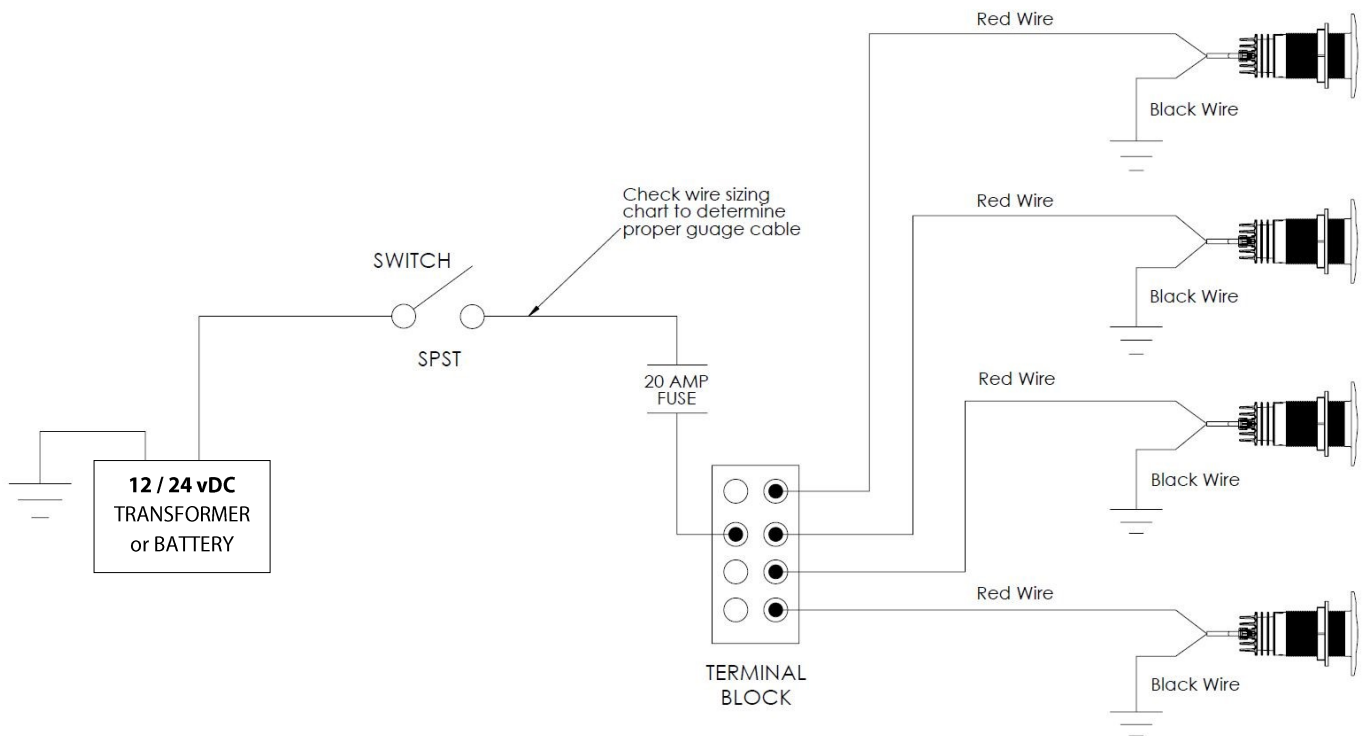 Red Wire
Black Wire
Red Wire
Black Wire
Check wire sizing
chart to determine
proper guage cable
SWITCH
SPST
20 AMP
FUSE
Red Wire
Black Wire
12 / 24 vDC
TRANSFORMER
or BATTERY
Red Wire
Black Wire
TERMINAL
BLOCK